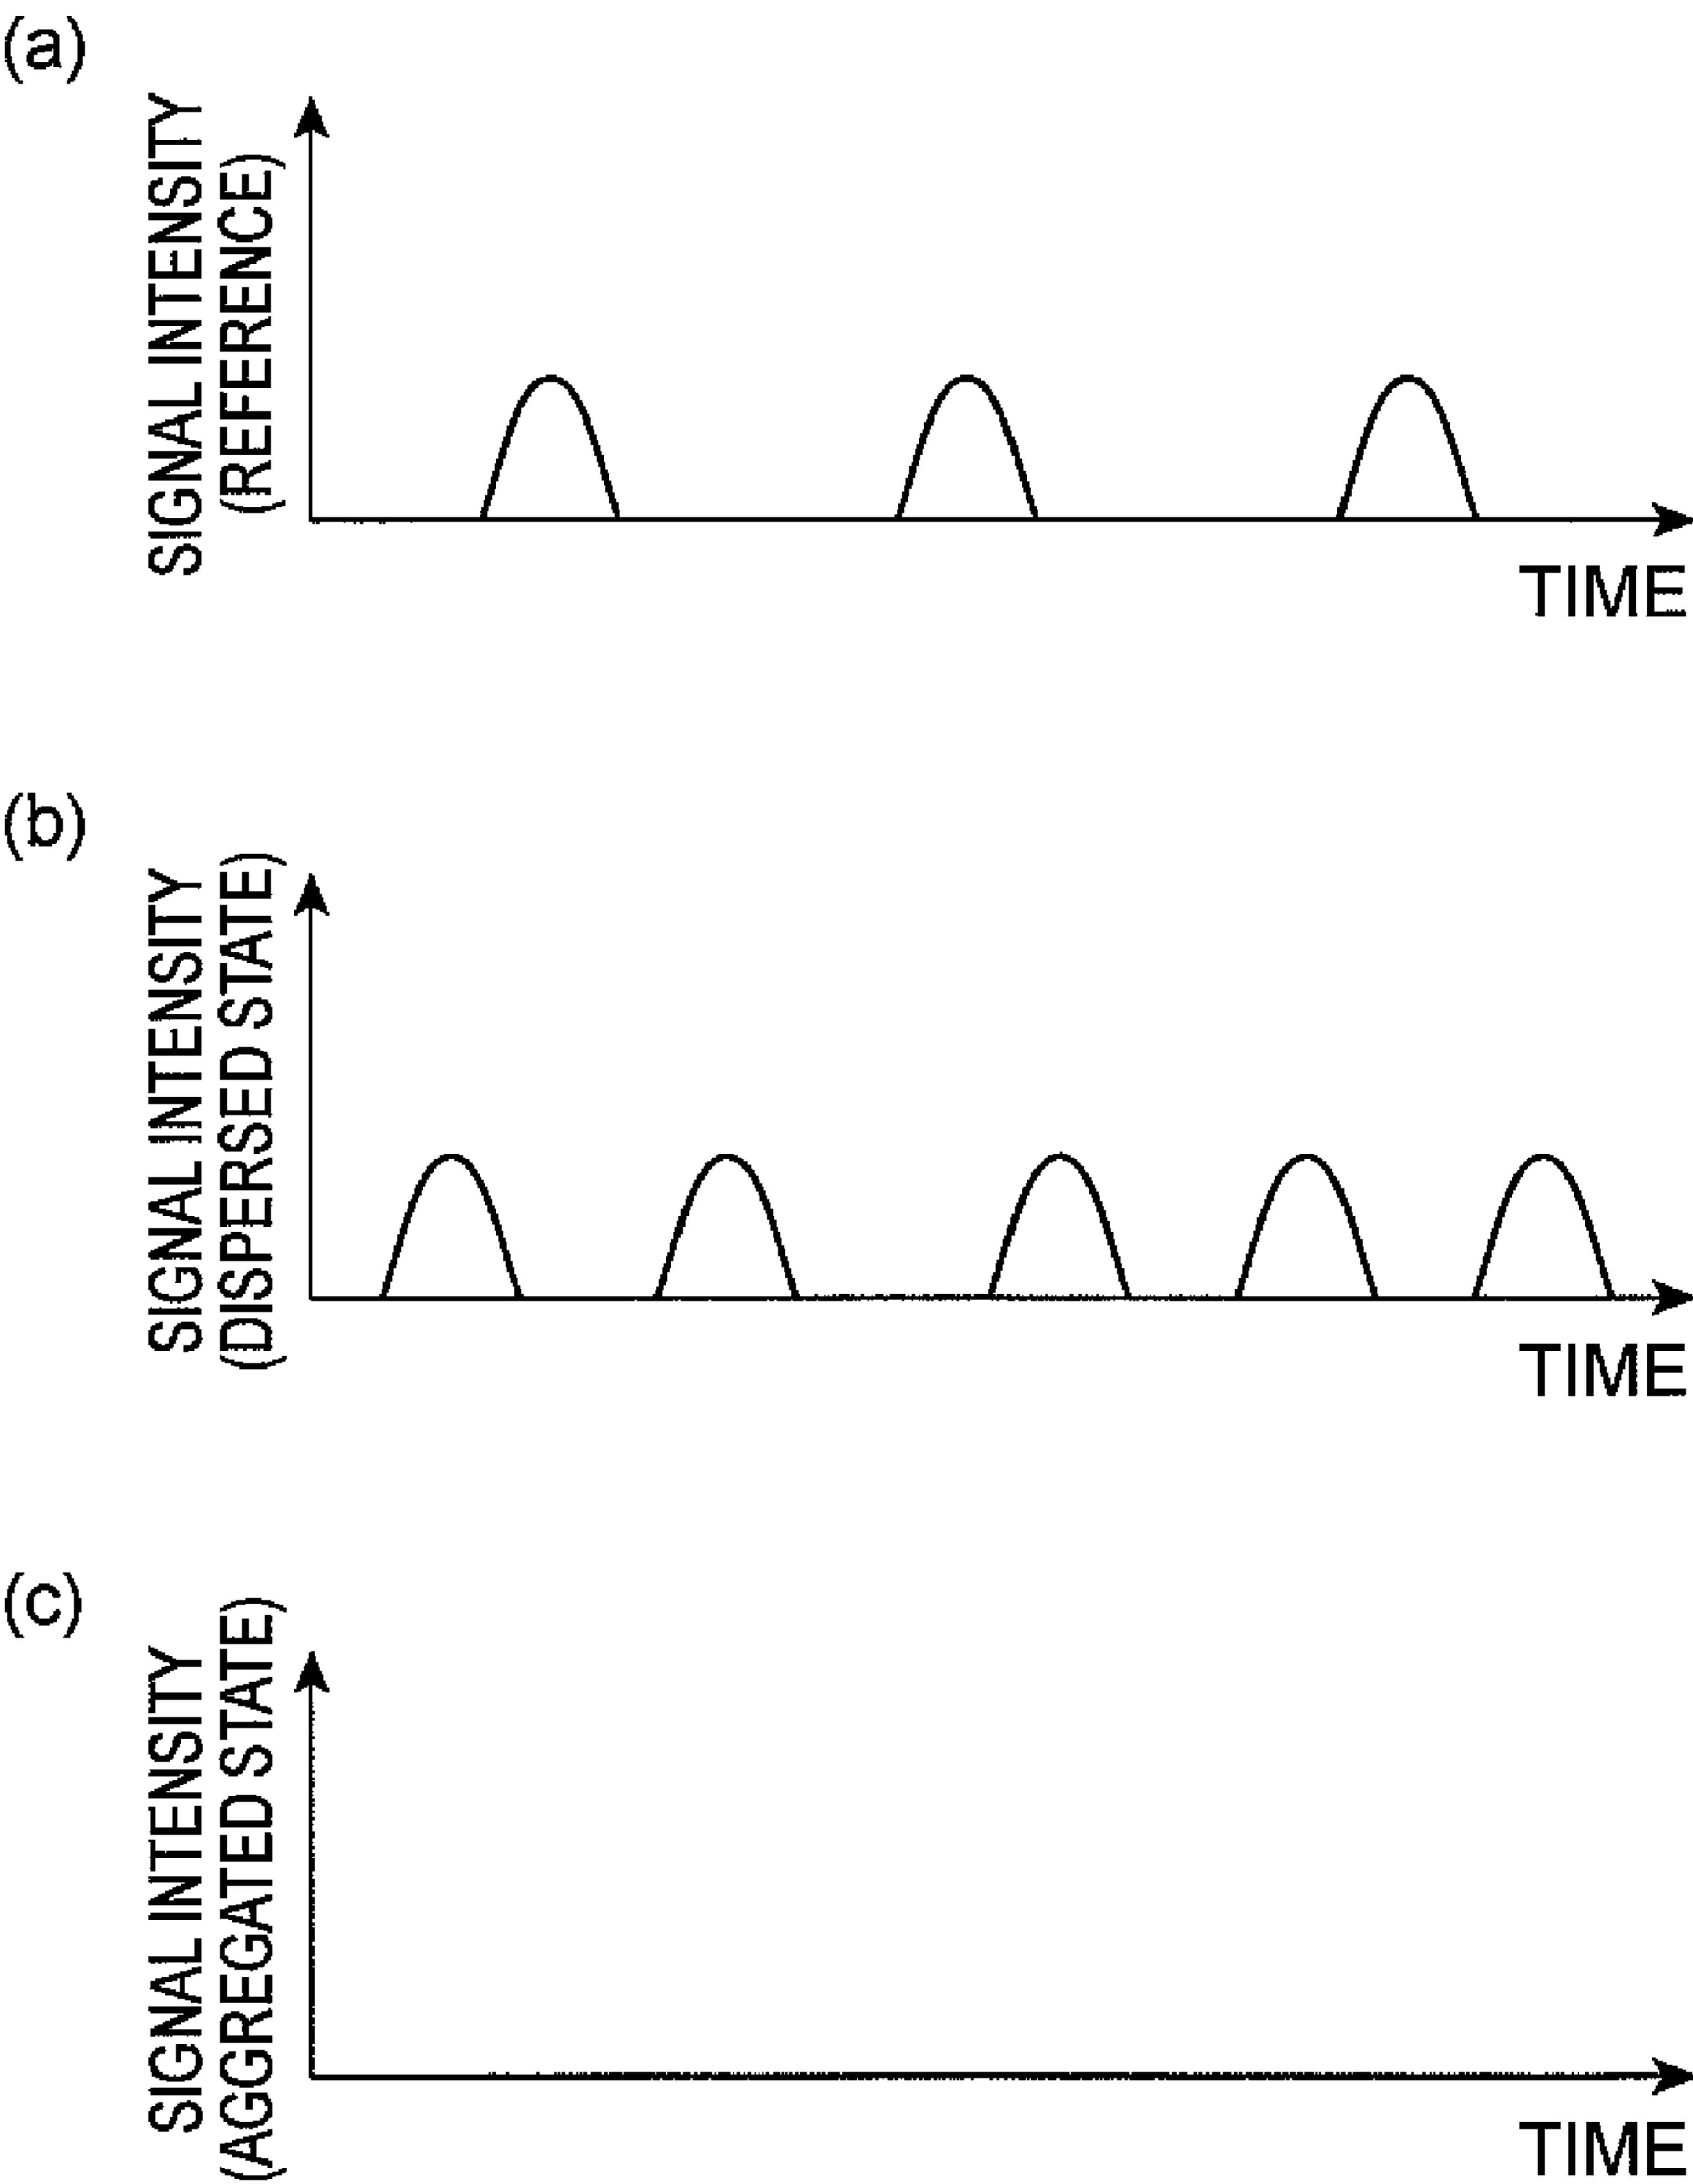 (a)
SIGNAL INTENSITY
(REFERENCE)
TIME
(b)
SIGNAL INTENSITY
(DISPERSED STATE)
TIME
(c)
SIGNAL INTENSITY
(AGGREGATED STATE)
TIME